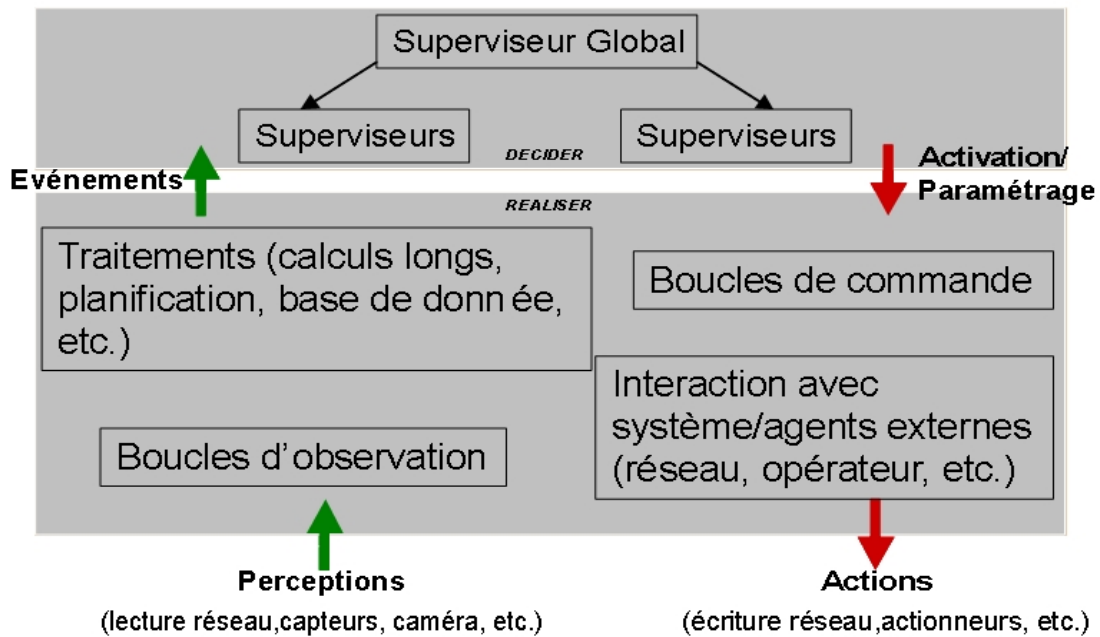 Superviseur Global
Superviseurs
Superviseurs
DECIDER
Evénements
Activation/
Paramétrage
REALISER
Traitements (calculs longs,
planification, base de donn ée,
etc.)
Boucles de commande
Interaction avec
système/agents externes
(réseau, opérateur, etc.)
Boucles d’observation
Perceptions
(lecture réseau,capteurs, caméra, etc.)
Actions
(écriture réseau,actionneurs, etc.)